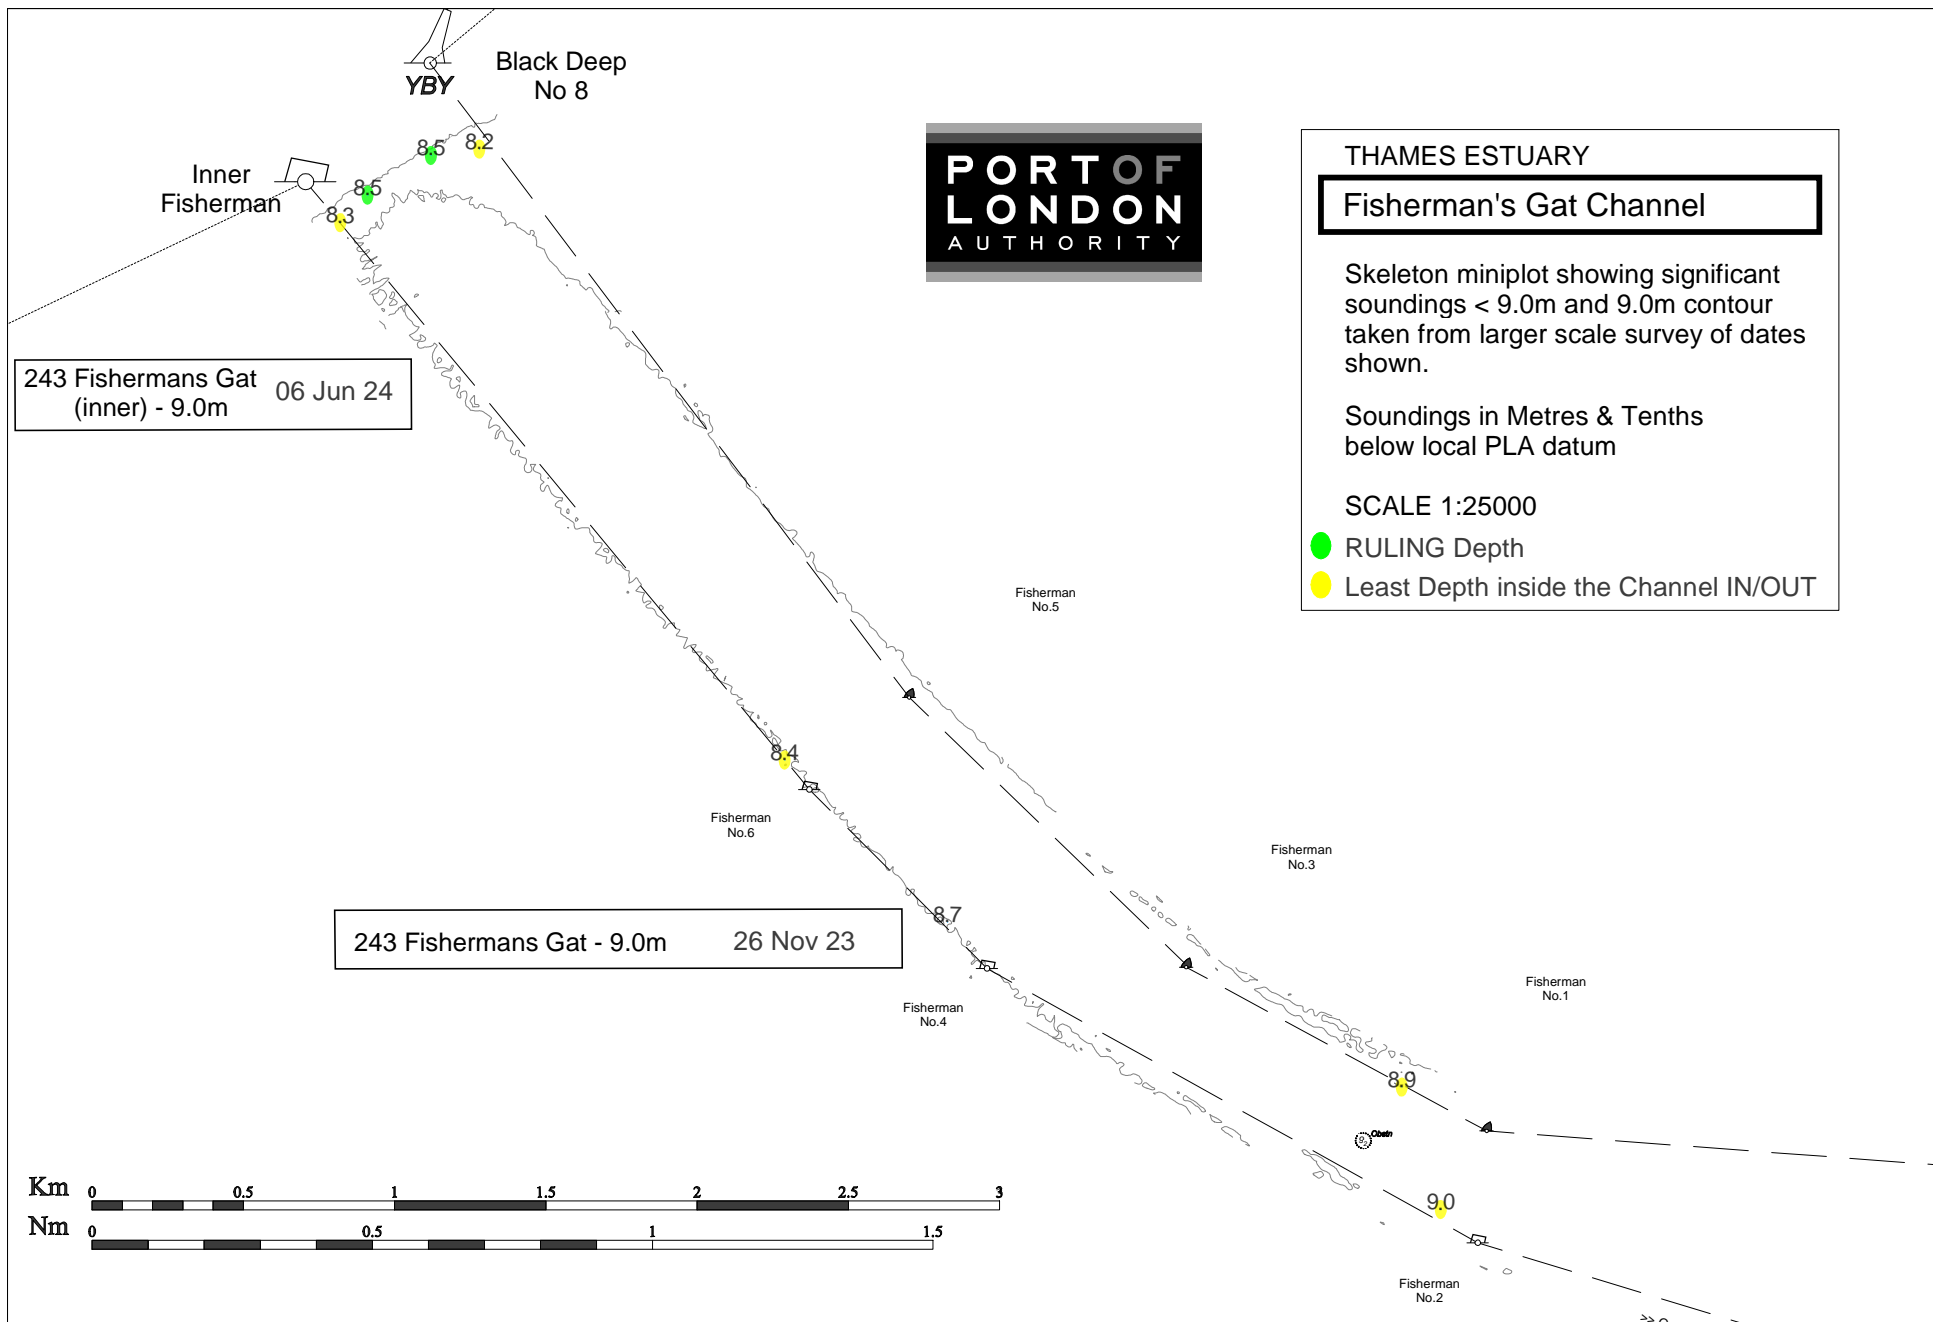 Black Deep
No 8
YBY
8.5
8.2
Inner
Fisherman
8.5
8.3
PORT OF
LONDON
AUTHORITY
THAMES ESTUARY
Fisherman's Gat Channel
Skeleton miniplot showing significant
soundings < 9.0m and 9.0m contour
taken from larger scale survey of dates
shown.
Soundings in Metres & Tenths
below local PLA datum
SCALE 1:25000
RULING Depth
Least Depth inside the Channel IN/OUT
243 Fishermans Gat
(inner) - 9.0m
06 Jun 24
Fisherman
No.5
8.4
Fisherman
No.6
Fisherman
No.3
8.7
243 Fishermans Gat - 9.0m 26 Nov 23
Fisherman
No.4
Fisherman
No.1
8.9
9₂ Obstn
9.0
Fisherman
No.2
Km 0 0.5 1 1.5 2 2.5 3
Nm 0 0.5 1 1.5